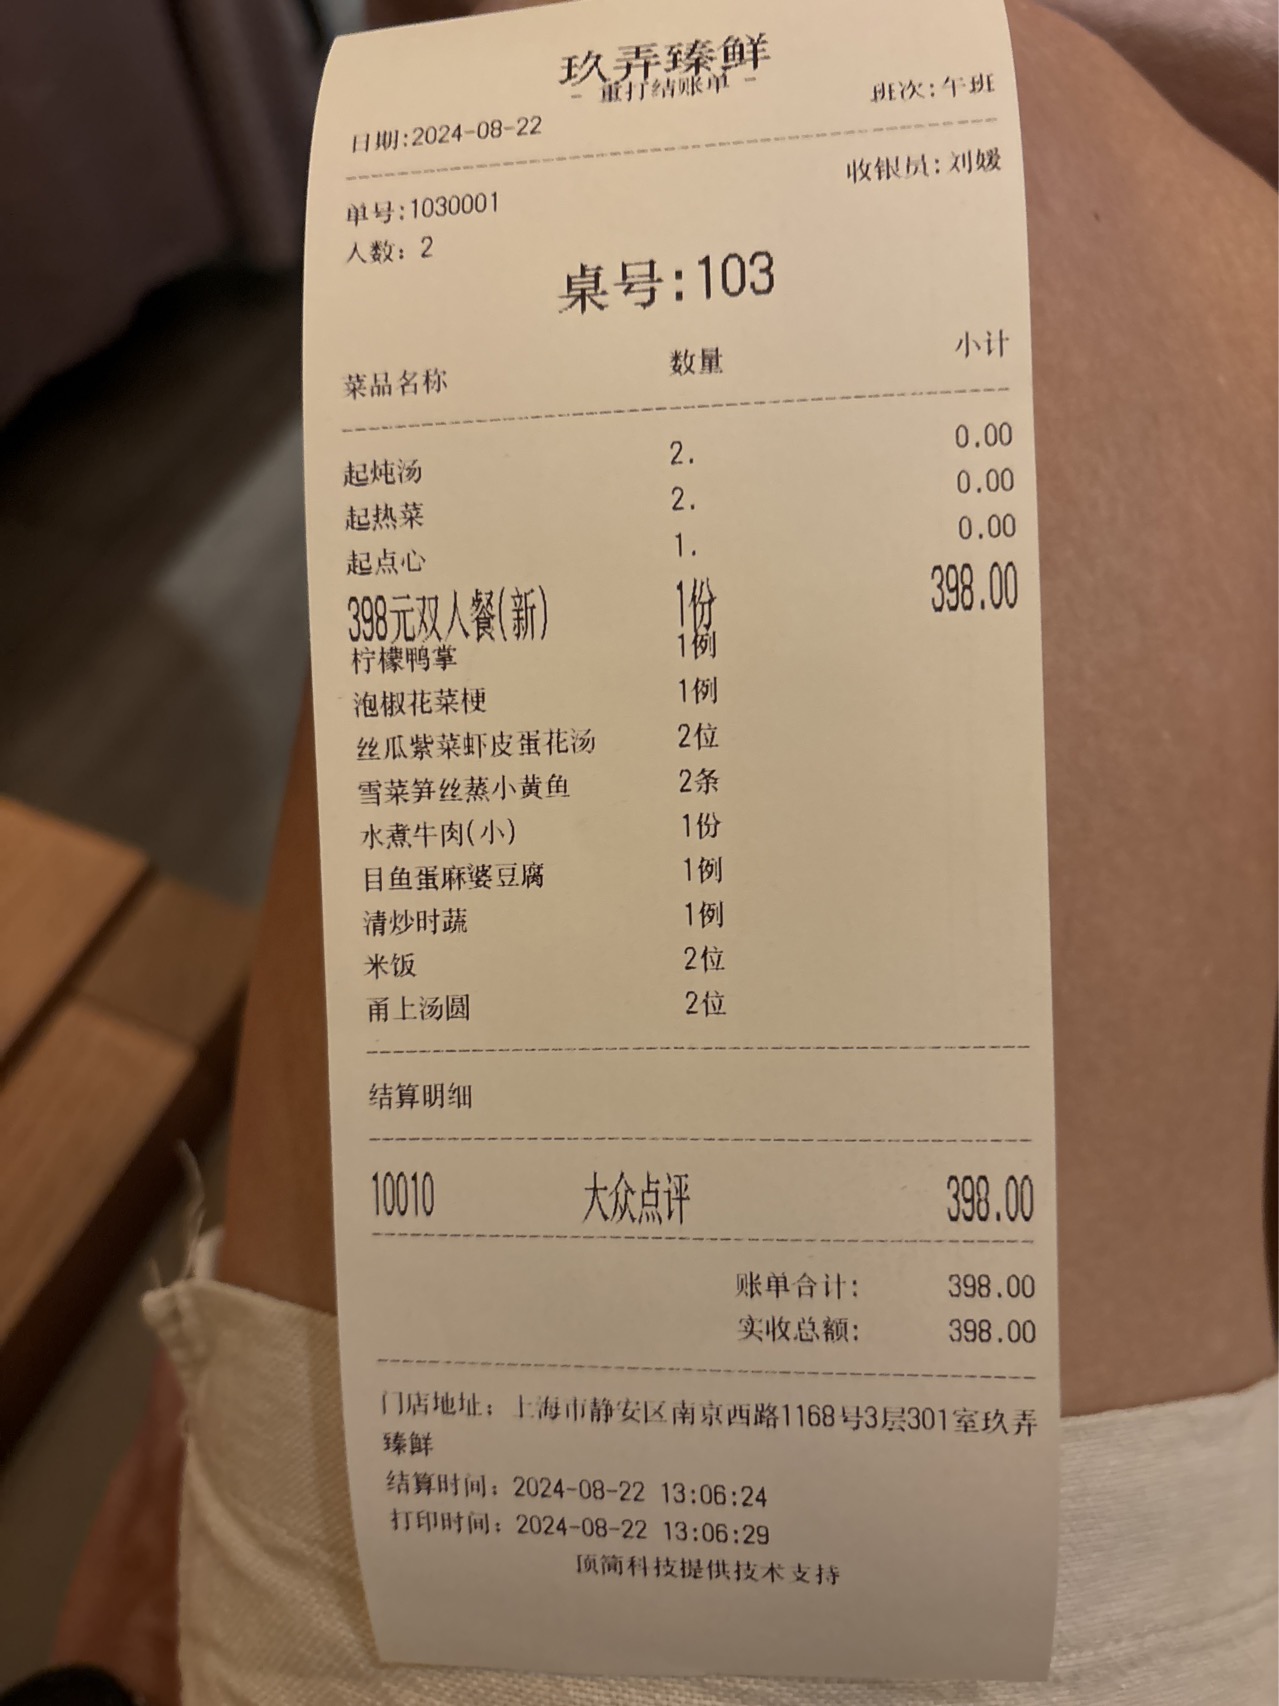 玖弄臻鲜
- 重打结账单 -
日期:2024-08-22 班次:午班
单号:1030001 收银员:刘嫒
人数: 2
桌号:103
菜品名称 数量 小计
起炖汤 2. 0.00
起热菜 2. 0.00
起点心 1. 0.00
398元双人餐(新) 1份 398.00
柠檬鸭掌 1例
泡椒花菜梗 1例
丝瓜紫菜虾皮蛋花汤 2位
雪菜笋丝蒸小黄鱼 2条
水煮牛肉(小) 1份
目鱼蛋麻婆豆腐 1例
清炒时蔬 1例
米饭 2位
甬上汤圆 2位
结算明细
10010 大众点评 398.00
账单合计: 398.00
实收总额: 398.00
门店地址: 上海市静安区南京西路1168号3层301室玖弄
臻鲜
结算时间: 2024-08-22 13:06:24
打印时间: 2024-08-22 13:06:29
顶简科技提供技术支持